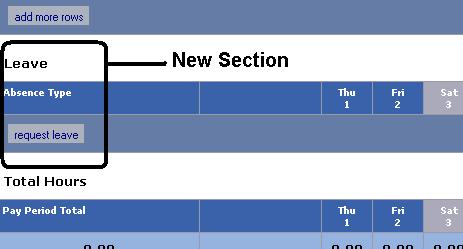 add more rows
Leave
New Section
Absence Type Thu Fri Sat
1 2 3
request leave
Total Hours
Pay Period Total Thu Fri Sat
1 2 3
0.00 0.00 0.00 0.00